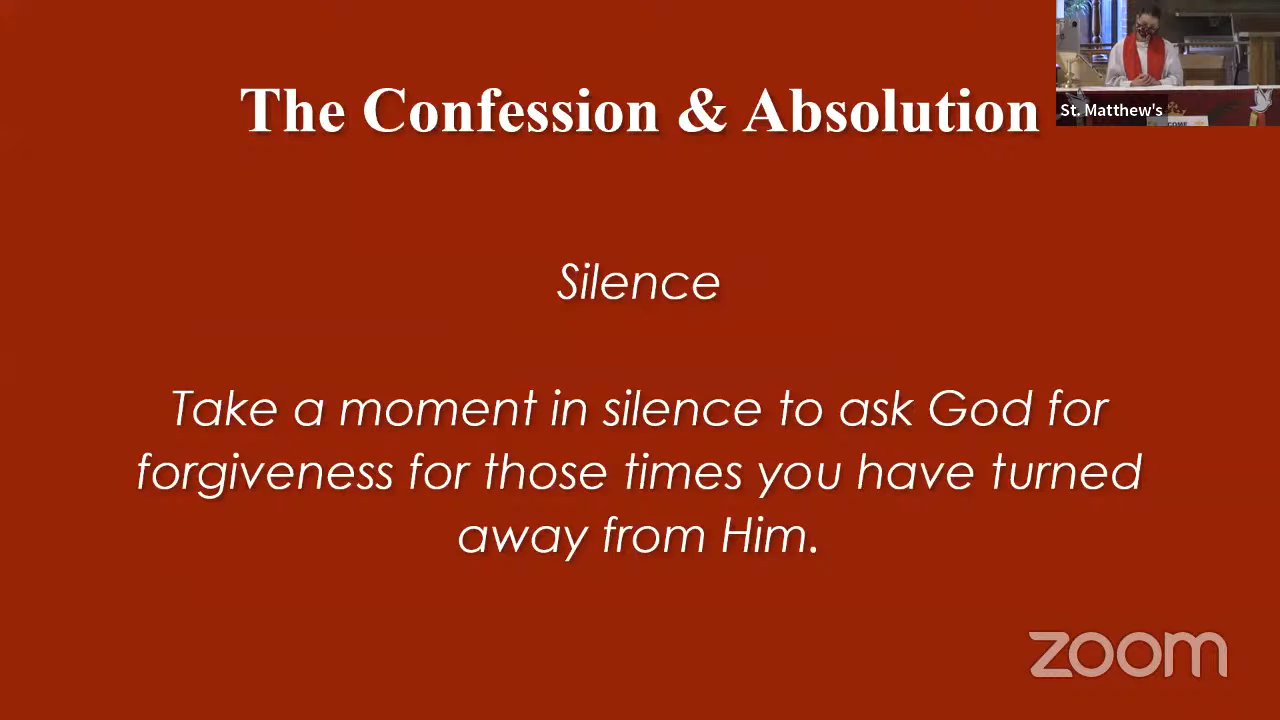 The Confession & Absolution
St. Matthew's
COME
Silence
Take a moment in silence to ask God for
forgiveness for those times you have turned
away from Him.
zoom